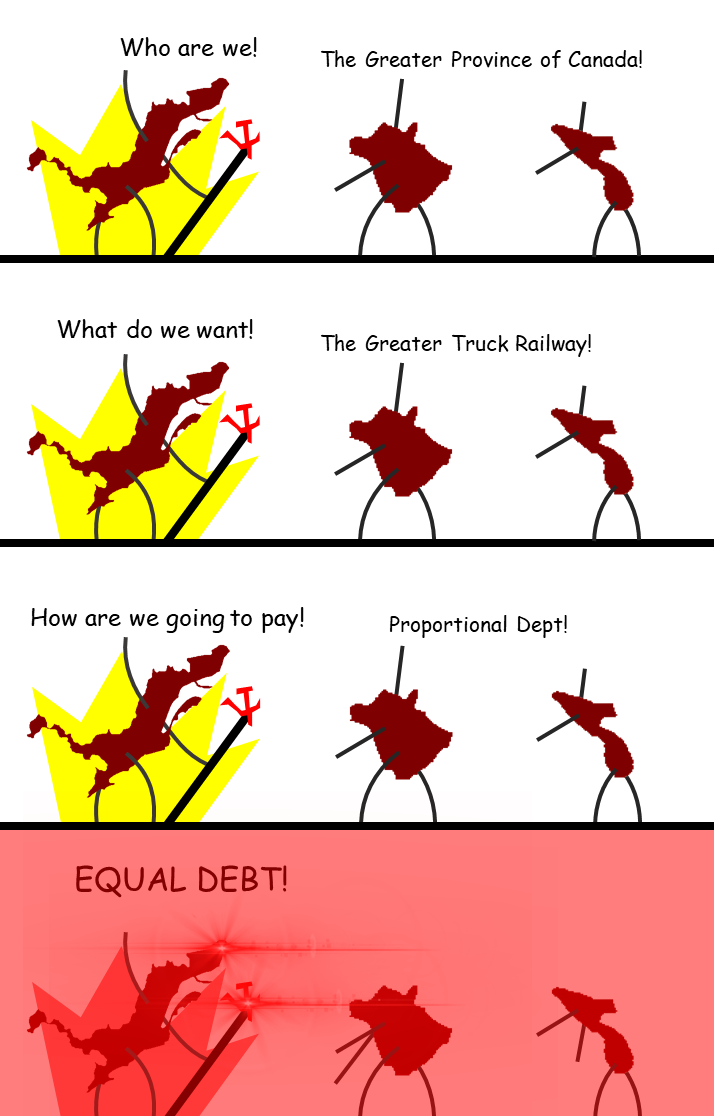 Who are we!
The Greater Province of Canada!
What do we want!
The Greater Truck Railway!
How are we going to pay!
Proportional Dept!
EQUAL DEBT!